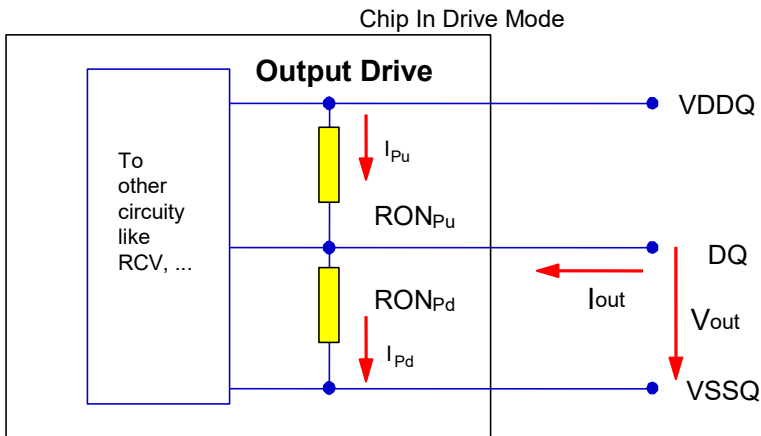 Chip In Drive Mode
Output Drive
VDDQ
To
other
circuity
like
RCV, ...
IPu
RONPu
DQ
Iout
Vout
RONPd
IPd
VSSQ